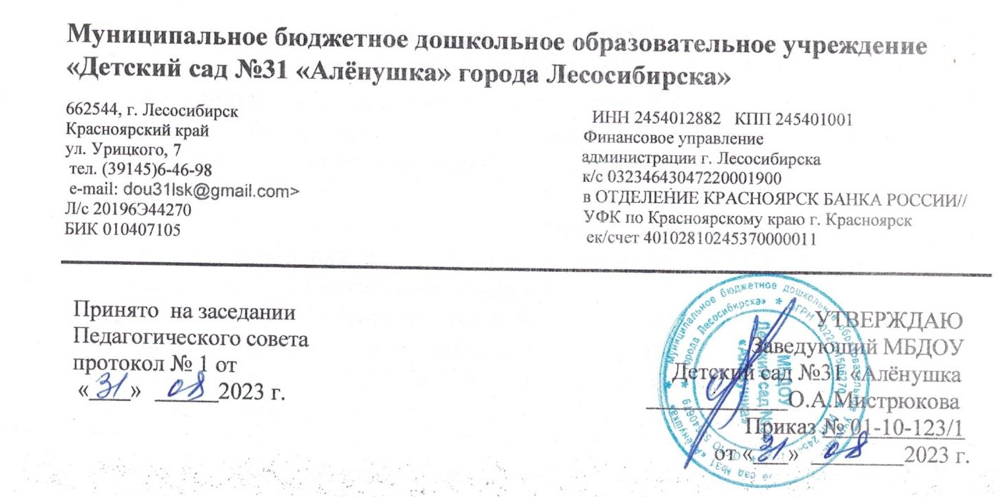 Муниципальное бюджетное дошкольное образовательное учреждение
«Детский сад №31 «Алёнушка» города Лесосибирска»
662544, г. Лесосибирск
Красноярский край
ул. Урицкого, 7
тел. (39145)6-46-98
e-mail: dou31lsk@gmail.com>
Л/с 20196Э44270
БИК 010407105
ИНН 2454012882 КПП 245401001
Финансовое управление
администрации г. Лесосибирска
к/с 03234643047220001900
в ОТДЕЛЕНИЕ КРАСНОЯРСК БАНКА РОССИИ//
УФК по Красноярскому краю г. Красноярск
ек/счет 40102810245370000011
Принято на заседании
Педагогического совета
протокол № 1 от
«31» 08 2023 г.
УТВЕРЖДАЮ
Заведующий МБДОУ
Детский сад №31 «Алёнушка
О.А.Мистрюкова
Приказ № 01-10-123/1
от «31» 08 2023 г.
Муниципальное бюджетное дошкольное образовательное
города Лесосибирска»
МБДОУ
Детский сад